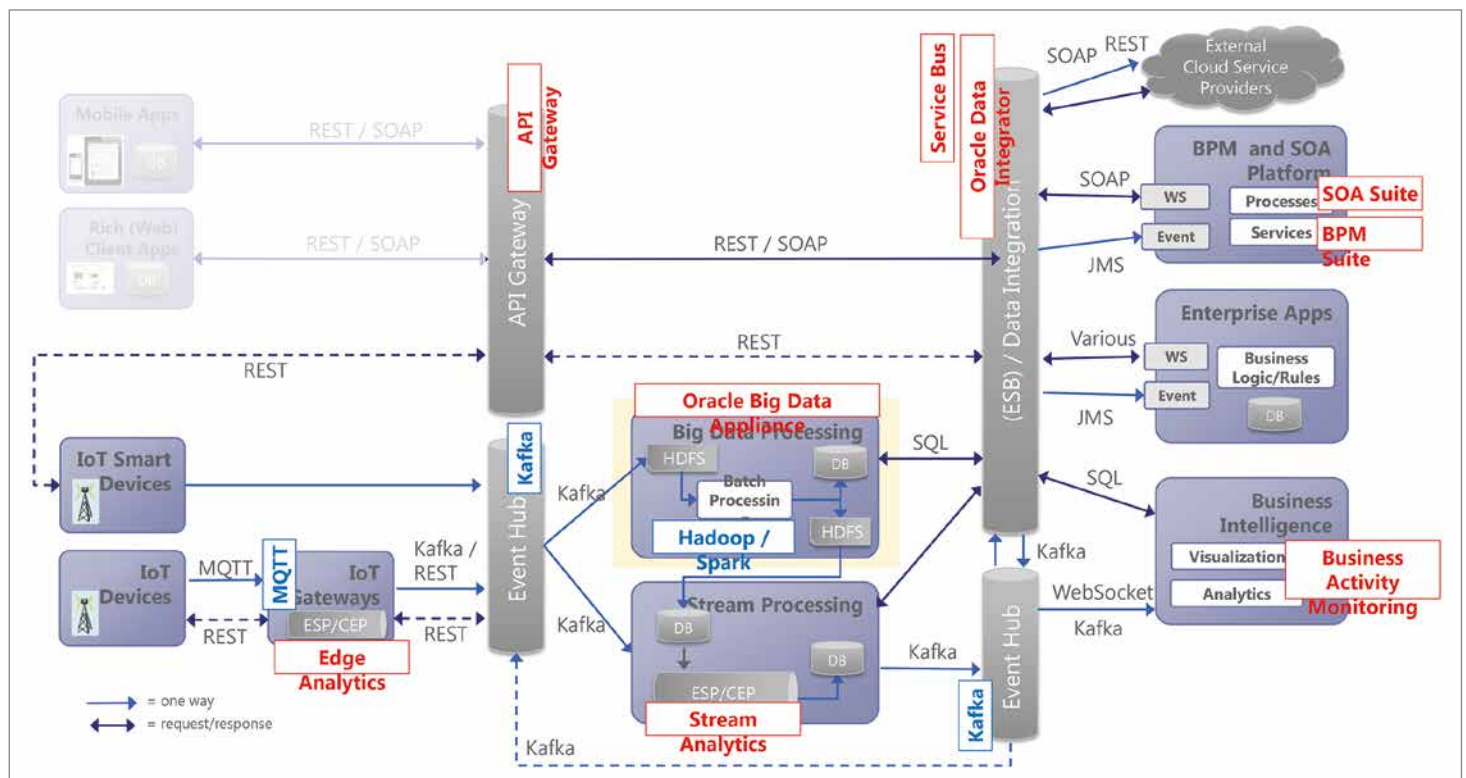 Mobile Apps
DB
REST / SOAP
Rich (Web)
Client Apps
DB
REST / SOAP
API
Gateway
API Gateway
REST / SOAP
REST
REST
Service Bus
Oracle Data
Integrator
(ESB) / Data Integration
SOAP
REST
External
Cloud Service
Providers
BPM and SOA
Platform
SOAP
WS
Processes
SOA Suite
Event
Services
BPM
Suite
JMS
Enterprise Apps
Various
WS
Business
Logic/Rules
Event
DB
JMS
SQL
Business
Intelligence
Visualization
Analytics
Business
Activity
Monitoring
WebSocket
Kafka
Oracle Big Data
Appliance
Big Data Processing
HDFS
DB
Batch
Processin
HDFS
Hadoop /
Spark
SQL
Kafka
Kafka
Stream Processing
DB
DB
ESP/CEP
Stream
Analytics
Kafka
Kafka
Event Hub
Kafka
Kafka
Event Hub
Kafka
IoT Smart
Devices
IoT
Devices
MQTT
MQTT
REST
IoT
Gateways
ESP/CEP
Edge
Analytics
Kafka /
REST
REST
= one way
= request/response